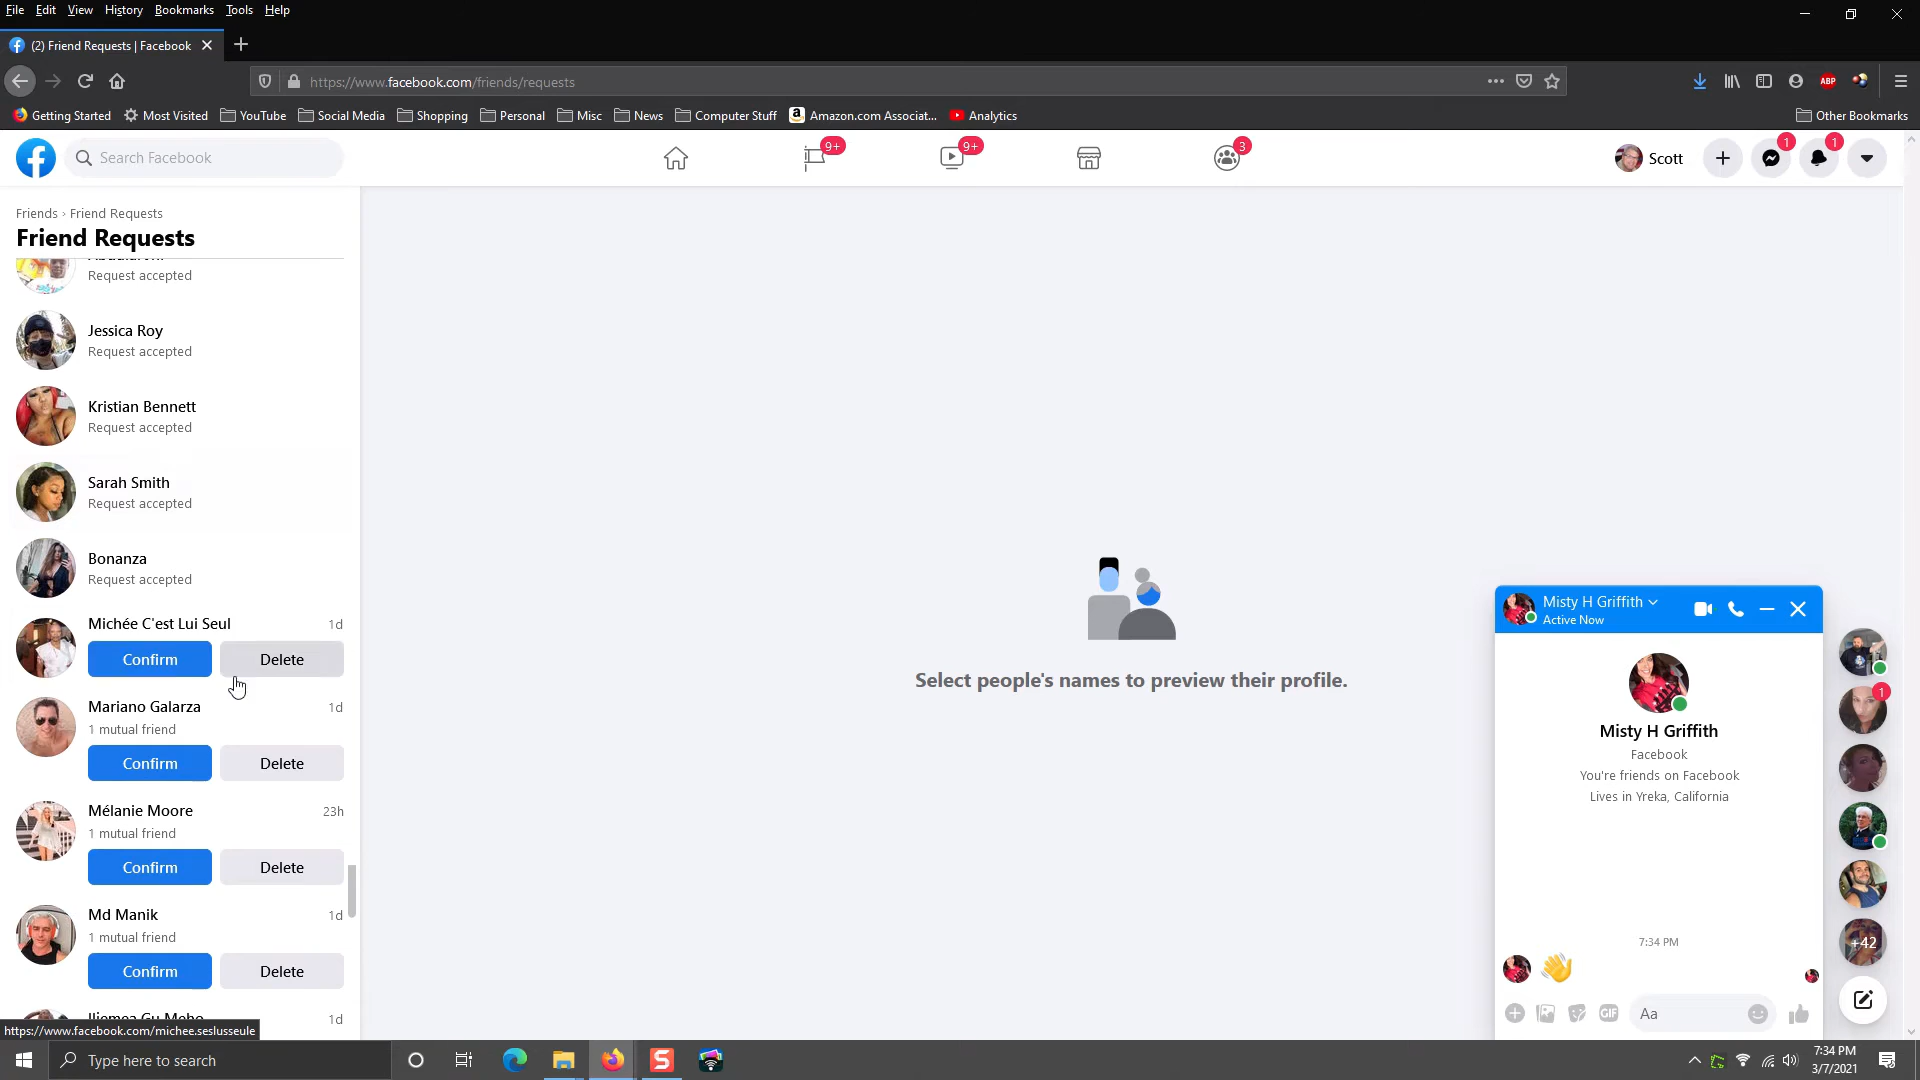 File Edit View History Bookmarks Tools Help
(2) Friend Requests | Facebook
https://www.facebook.com/friends/requests
ABP
Getting Started Most Visited YouTube Social Media Shopping Personal Misc News Computer Stuff Amazon.com Associat... Analytics Other Bookmarks
Search Facebook
9+ 9+ 3
Scott
1 1
Friends › Friend Requests
Friend Requests
Request accepted
Jessica Roy
Request accepted
Kristian Bennett
Request accepted
Sarah Smith
Request accepted
Bonanza
Request accepted
Michée C'est Lui Seul 1d
Confirm Delete
Mariano Galarza 1d
1 mutual friend
Confirm Delete
Mélanie Moore 23h
1 mutual friend
Confirm Delete
Md Manik 1d
1 mutual friend
Confirm Delete
1d
https://www.facebook.com/michee.seslusseule
Select people's names to preview their profile.
Misty H Griffith
Active Now
Misty H Griffith
Facebook
You're friends on Facebook
Lives in Yreka, California
7:34 PM
GIF Aa
1
+42
Type here to search
7:34 PM
3/7/2021